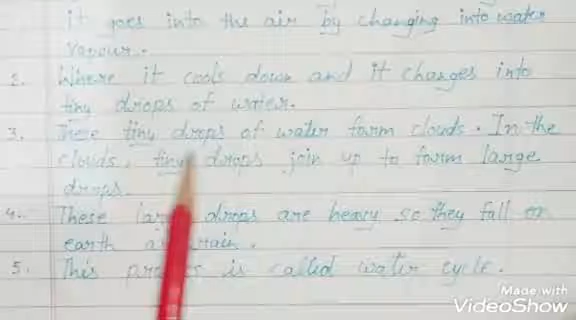 it goes into the air by changing into water
vapour.
2. Where it cools down and it changes into
tiny drops of water.
3. These tiny drops of water form clouds. In the
clouds, tiny drops join up to form large
drops.
4. These drops are heavy so they fall on
earth rain.
5. This is called water cycle.
Made with
VideoShow